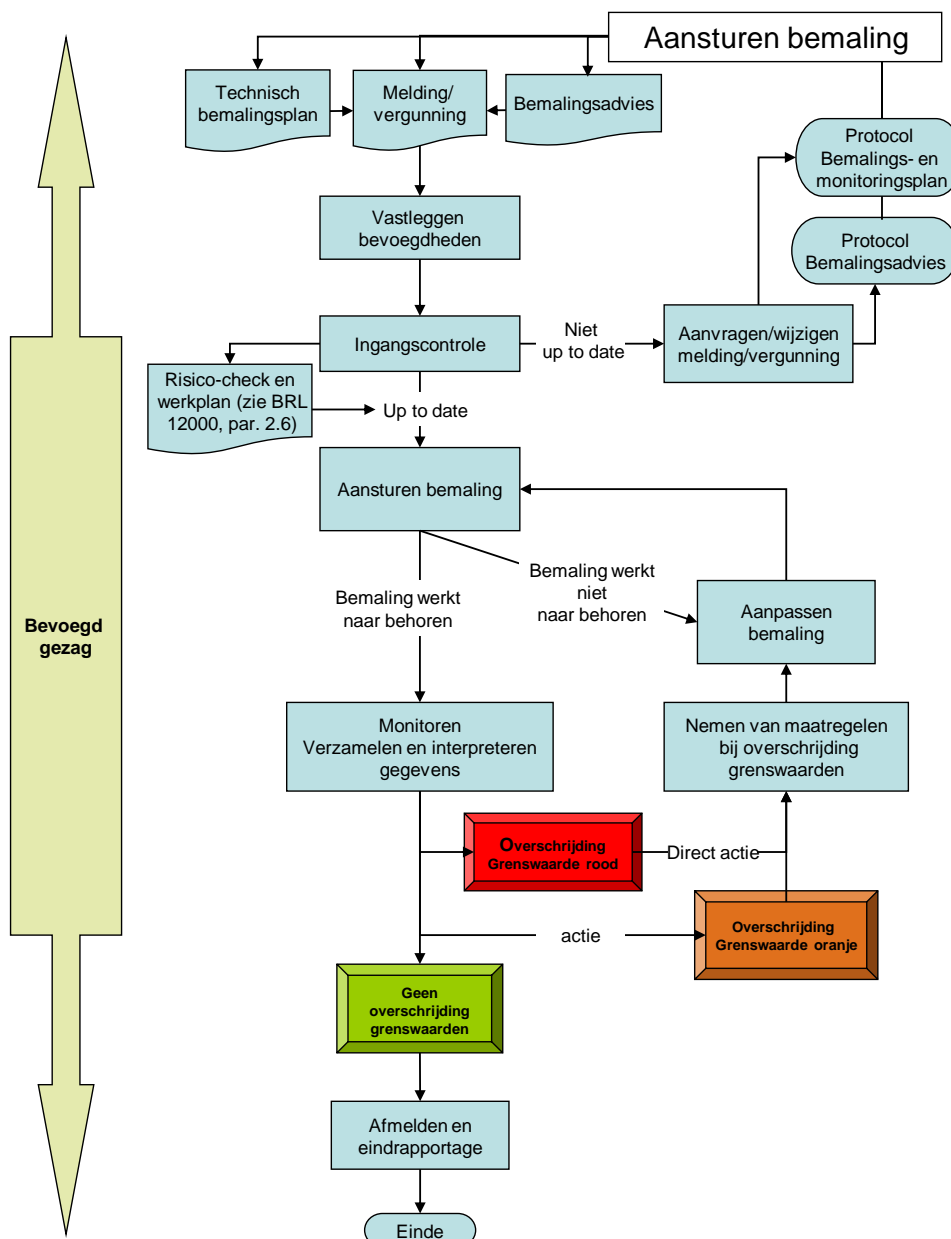 Aansturen bemaling
Technisch
bemalingsplan
Melding/
vergunning
Bemalingsadvies
Protocol
Bemalings- en
monitoringsplan
Protocol
Bemalingsadvies
Vastleggen
bevoegdheden
Ingangscontrole
Niet
up to date
Aanvragen/wijzigen
melding/vergunning
Risico-check en
werkplan (zie BRL
12000, par. 2.6)
Up to date
Aansturen bemaling
Bemaling werkt
naar behoren
Bemaling werkt
niet
naar behoren
Aanpassen
bemaling
Bevoegd
gezag
Monitoren
Verzamelen en interpreteren
gegevens
Nemen van maatregelen
bij overschrijding
grenswaarden
Overschrijding
Grenswaarde rood
Direct actie
actie
Overschrijding
Grenswaarde oranje
Geen
overschrijding
grenswaarden
Afmelden en
eindrapportage
Einde